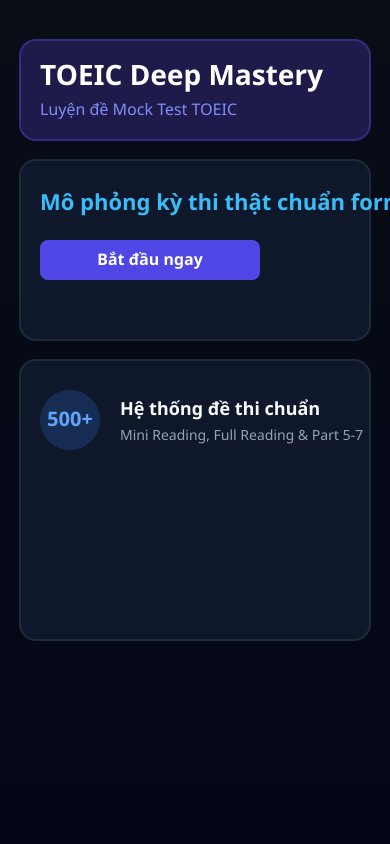 TOEIC Deep Mastery
Luyện đề Mock Test TOEIC
Mô phỏng kỳ thi thật chuẩn for
Bắt đầu ngay
500+
Hệ thống đề thi chuẩn
Mini Reading, Full Reading & Part 5-7